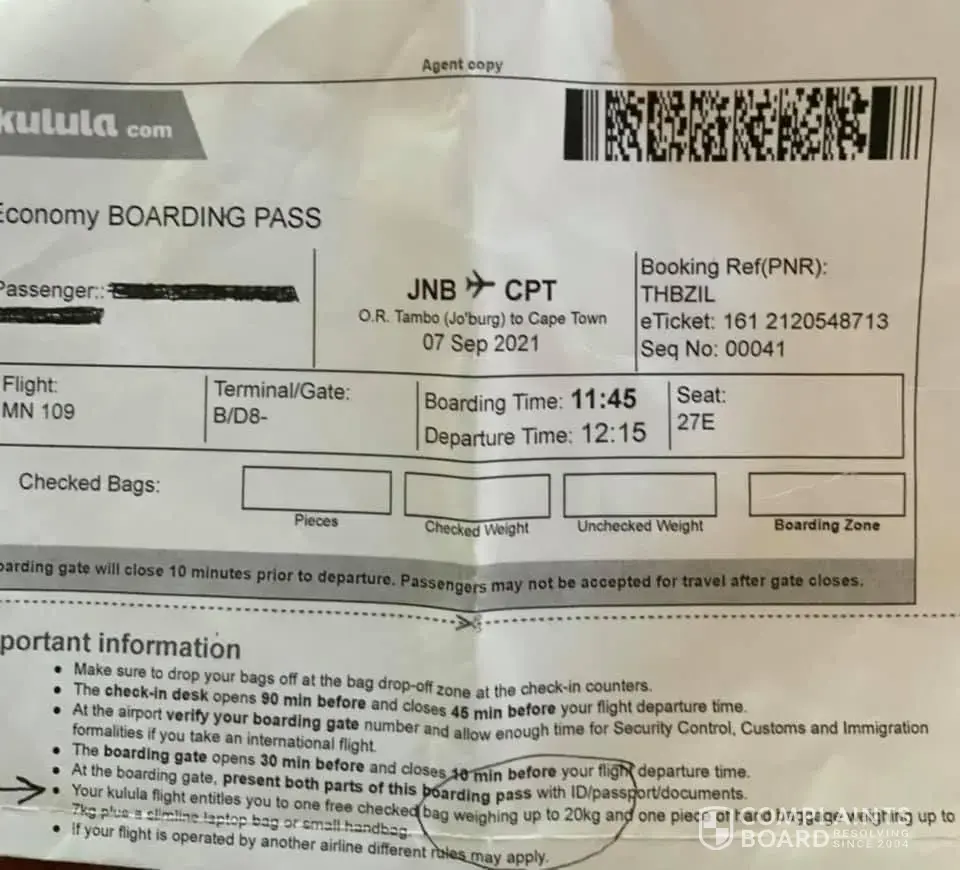 Agent copy
kulula com
Economy BOARDING PASS
Passenger::
JNB CPT
O.R. Tambo (Jo'burg) to Cape Town
07 Sep 2021
Booking Ref(PNR):
THBZIL
eTicket: 161 2120548713
Seq No: 00041
Flight:
MN 109
Terminal/Gate:
B/D8-
Boarding Time: 11:45
Departure Time: 12:15
Seat:
27E
Checked Bags:
Pieces
Checked Weight
Unchecked Weight
Boarding Zone
oarding gate will close 10 minutes prior to departure. Passengers may not be accepted for travel after gate closes.
portant information
• Make sure to drop your bags off at the bag drop-off zone at the check-in counters.
• The check-in desk opens 90 min before and closes 45 min before your flight departure time.
• At the airport verify your boarding gate number and allow enough time for Security Control, Customs and Immigration
formalities if you take an international flight.
• The boarding gate opens 30 min before and closes 10 min before your flight departure time.
• At the boarding gate, present both parts of this boarding pass with ID/passport/documents.
• Your kulula flight entitles you to one free checked bag weighing up to 20kg and one piece of hand luggage weighing up to
7kg plus a slimline laptop bag or small handbag.
• If your flight is operated by another airline different rules may apply.
COMPLAINTS
BOARD RESOLVING
SINCE 2004